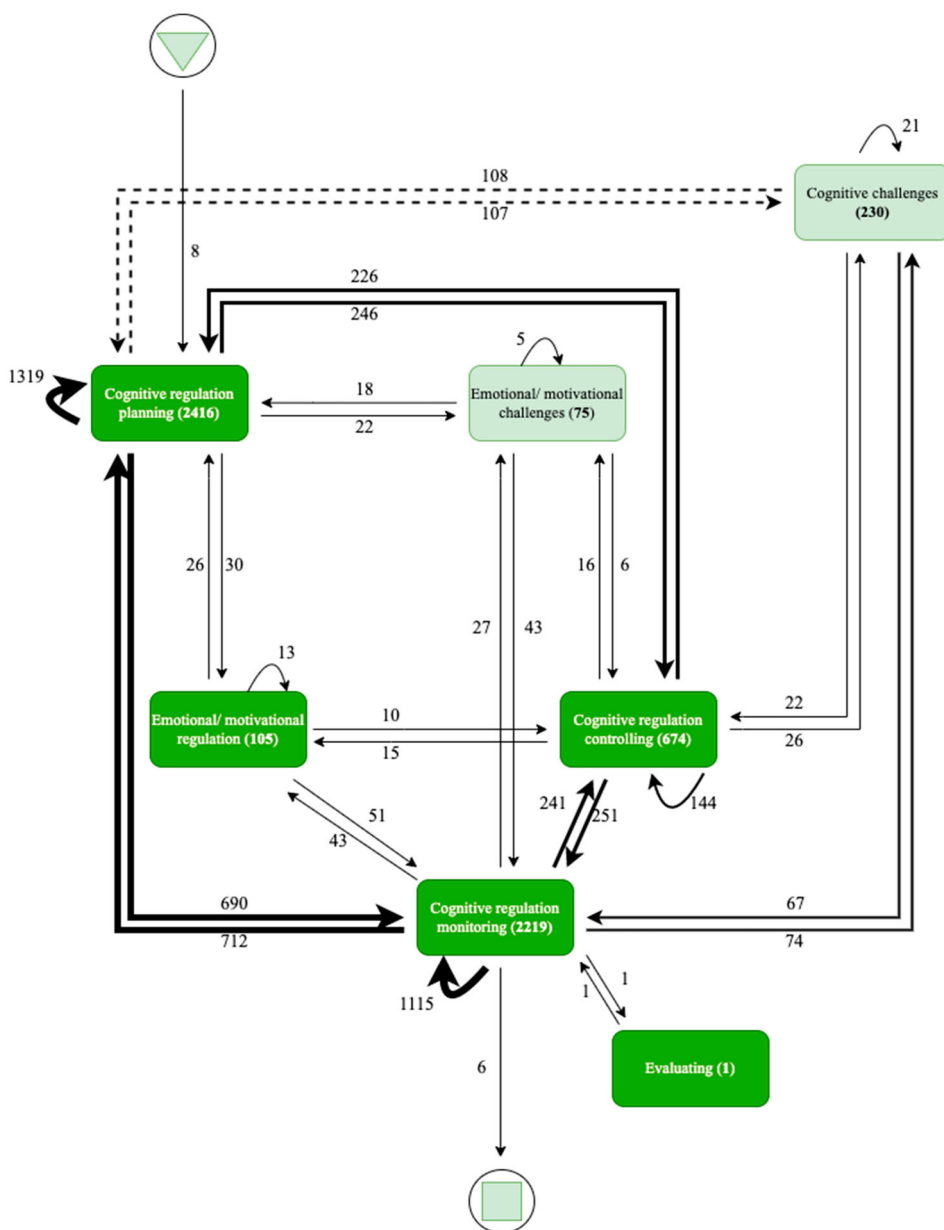 21
108
Cognitive challenges
(230)
107
8
226
246
5
1319
Cognitive regulation
planning (2416)
18
22
Emotional/ motivational
challenges (75)
26
30
16
6
27
43
13
Emotional/ motivational
regulation (105)
10
15
Cognitive regulation
controlling (674)
22
26
241
251
144
51
43
690
712
Cognitive regulation
monitoring (2219)
67
74
1115
1
1
6
Evaluating (1)